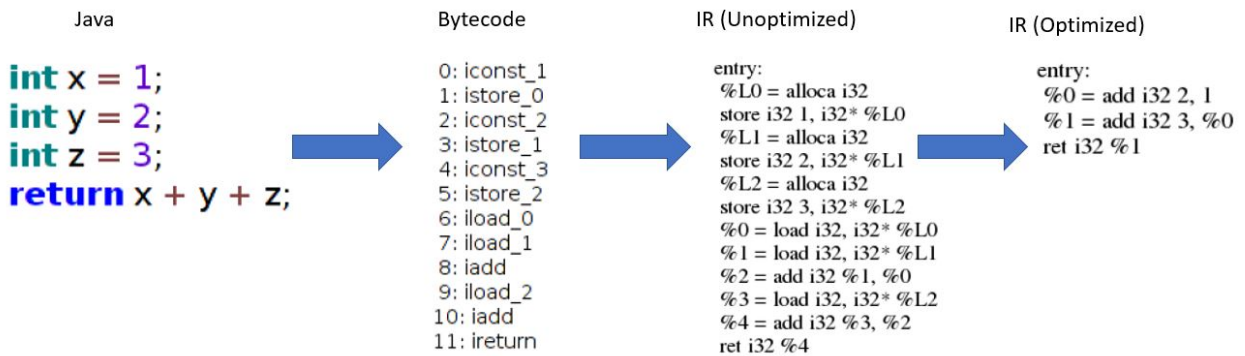 Java
int x = 1;
int y = 2;
int z = 3;
return x + y + z;
Bytecode
0: iconst_1
1: istore_0
2: iconst_2
3: istore_1
4: iconst_3
5: istore_2
6: iload_0
7: iload_1
8: iadd
9: iload_2
10: iadd
11: ireturn
IR (Unoptimized)
entry:
%L0 = alloca i32
store i32 1, i32* %L0
%L1 = alloca i32
store i32 2, i32* %L1
%L2 = alloca i32
store i32 3, i32* %L2
%0 = load i32, i32* %L0
%1 = load i32, i32* %L1
%2 = add i32 %1, %0
%3 = load i32, i32* %L2
%4 = add i32 %3, %2
ret i32 %4
IR (Optimized)
entry:
%0 = add i32 2, 1
%1 = add i32 3, %0
ret i32 %1